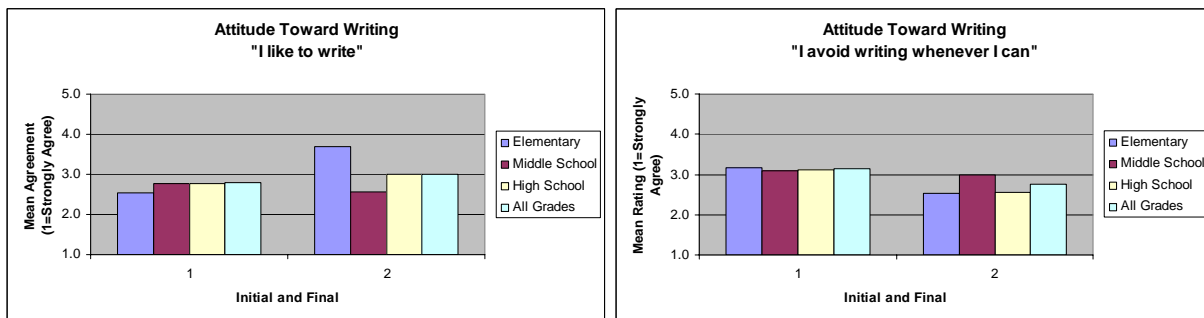 Attitude Toward Writing
"I like to write"
Mean Agreement
(1=Strongly Agree)
5.0
4.0
3.0
2.0
1.0
1
2
Initial and Final
Elementary
Middle School
High School
All Grades
Attitude Toward Writing
"I avoid writing whenever I can"
Mean Rating (1=Strongly
Agree)
5.0
4.0
3.0
2.0
1.0
1
2
Initial and Final
Elementary
Middle School
High School
All Grades